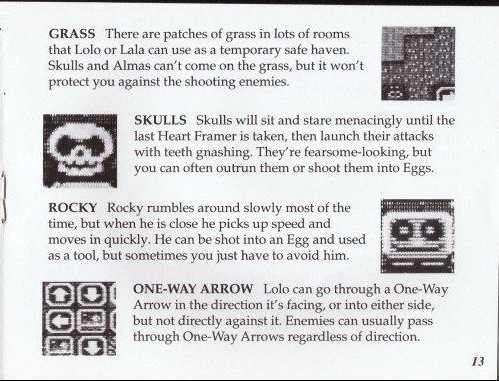 GRASS There are patches of grass in lots of rooms
that Lolo or Lala can use as a temporary safe haven.
Skulls and Almas can't come on the grass, but it won't
protect you against the shooting enemies.
SKULLS Skulls will sit and stare menacingly until the
last Heart Framer is taken, then launch their attacks
with teeth gnashing. They're fearsome-looking, but
you can often outrun them or shoot them into Eggs.
ROCKY Rocky rumbles around slowly most of the
time, but when he is close he picks up speed and
moves in quickly. He can be shot into an Egg and used
as a tool, but sometimes you just have to avoid him.
ONE-WAY ARROW Lolo can go through a One-Way
Arrow in the direction it's facing, or into either side,
but not directly against it. Enemies can usually pass
through One-Way Arrows regardless of direction.
13